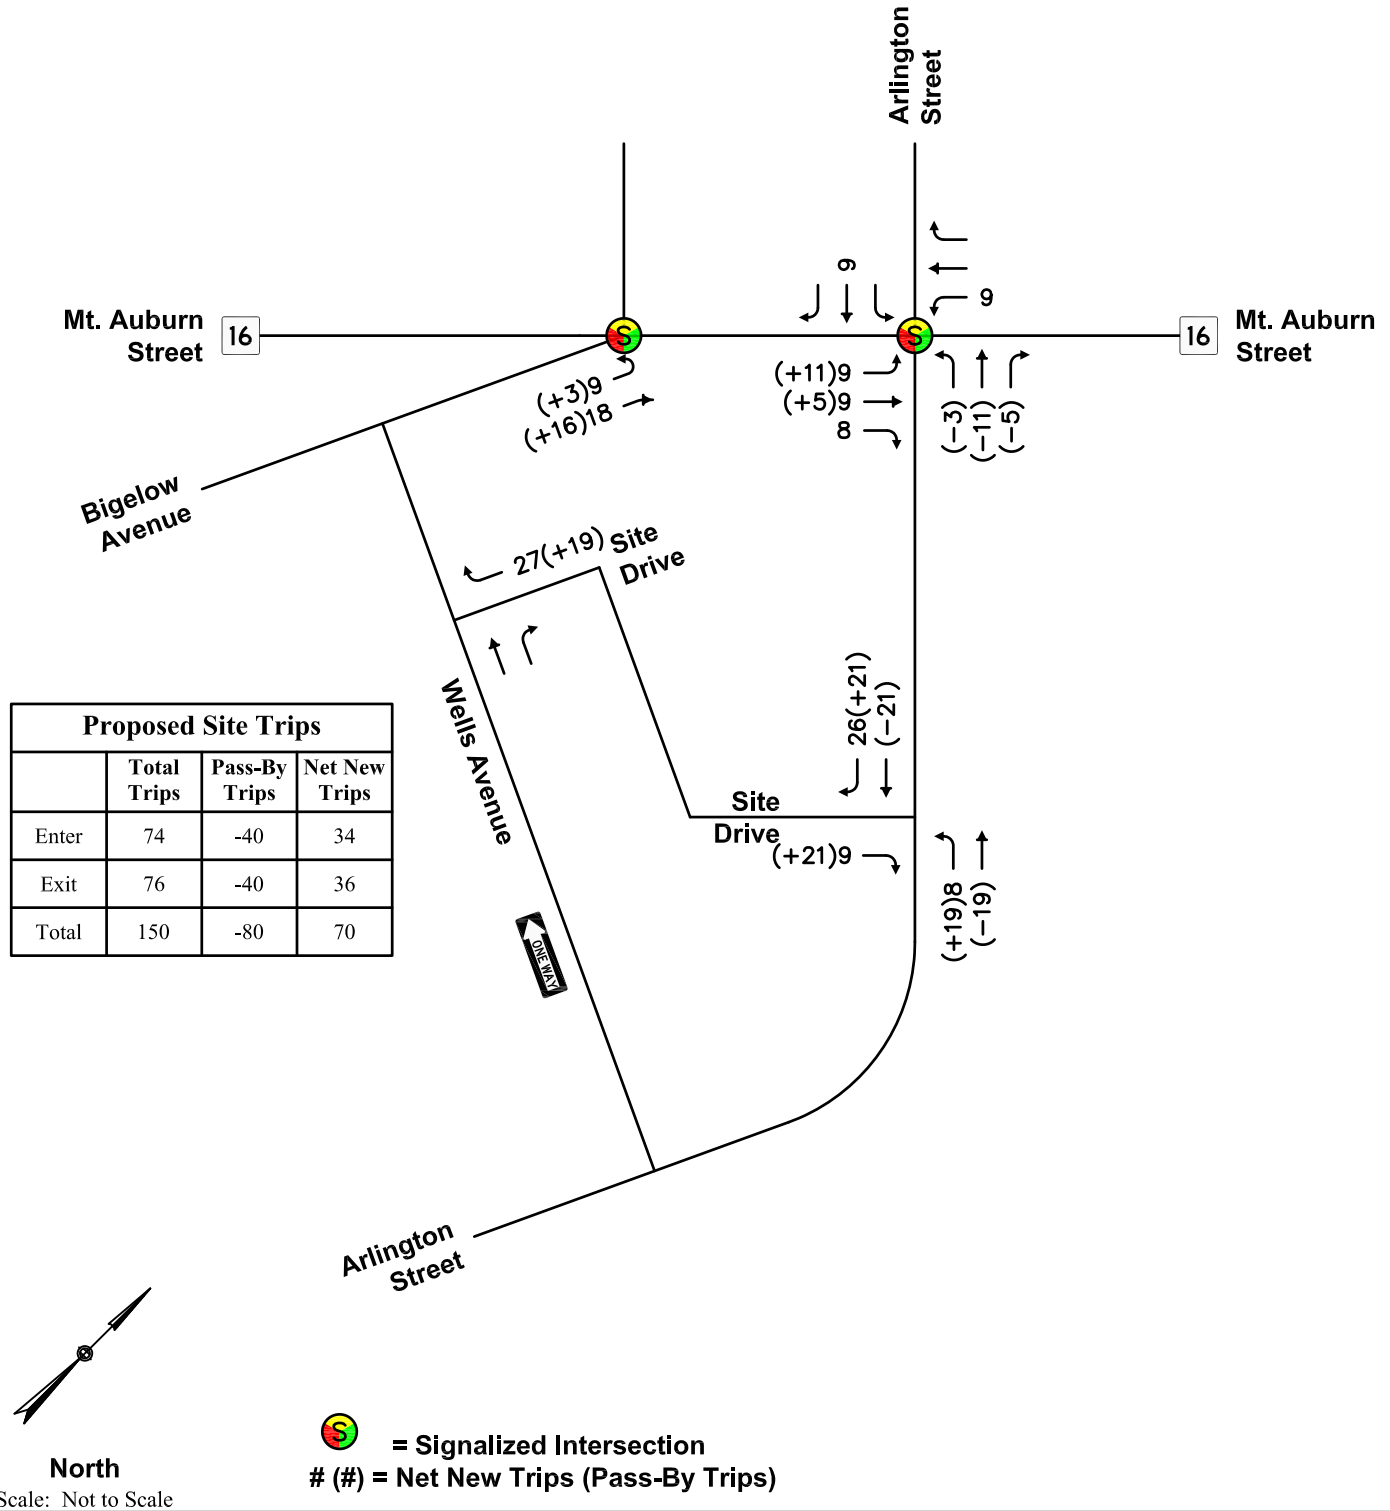 Arlington
Street
9
9
Mt. Auburn
Street
16
S
S
16
Mt. Auburn
Street
(+3)9
(+16)18
(+11)9
(+5)9
8
(-3)
(-11)
(-5)
Bigelow
Avenue
27(+19)
Site
Drive
Wells Avenue
26(+21)
(-21)
Site
Drive
(+21)9
(+19)8
(-19)
Proposed Site Trips
Total Trips Pass-By Trips Net New Trips
Enter 74 -40 34
Exit 76 -40 36
Total 150 -80 70
ONE WAY
Arlington
Street
North
Scale: Not to Scale
S = Signalized Intersection
# (#) = Net New Trips (Pass-By Trips)